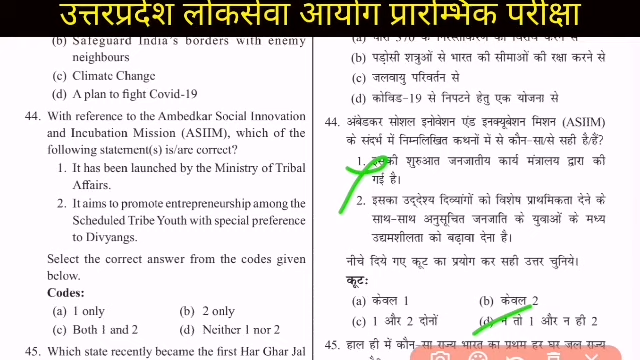 उत्तरप्रदेश लोकसेवा आयोग प्रारम्भिक परीक्षा
(b) Safeguard India's borders with enemy
neighbours
(c) Climate Change
(d) A plan to fight Covid-19
44. With reference to the Ambedkar Social Innovation
and Incubation Mission (ASIIM), which of the
following statement(s) is/are correct?
1. It has been launched by the Ministry of Tribal
Affairs.
2. It aims to promote entrepreneurship among the
Scheduled Tribe Youth with special preference
to Divyangs.
Select the correct answer from the codes given
below.
Codes:
(a) 1 only (b) 2 only
(c) Both 1 and 2 (d) Neither 1 nor 2
45. Which state recently became the first Har Ghar Jal
(b) पड़ोसी शत्रुओं से भारत की सीमाओं की रक्षा करने से
(c) जलवायु परिवर्तन से
(d) कोविड-19 से निपटने हेतु एक योजना से
44. अंबेडकर सोशल इनोवेशन एंड इनक्यूबेशन मिशन (ASIIM)
के संदर्भ में निम्नलिखित कथनों में से कौन-सा/से सही है/हैं?
1. इसकी शुरुआत जनजातीय कार्य मंत्रालय द्वारा की
गई है।
2. इसका उद्देश्य दिव्यांगों को विशेष प्राथमिकता देने के
साथ-साथ अनुसूचित जनजाति के युवाओं के मध्य
उद्यमशीलता को बढ़ावा देना है।
नीचे दिये गए कूट का प्रयोग कर सही उत्तर चुनिये।
कूटः
(a) केवल 1 (b) केवल 2
(c) 1 और 2 दोनों (d) न तो 1 और न ही 2
45. हाल ही में कौन-सा राज्य भारत का प्रथम हर घर जल राज्य